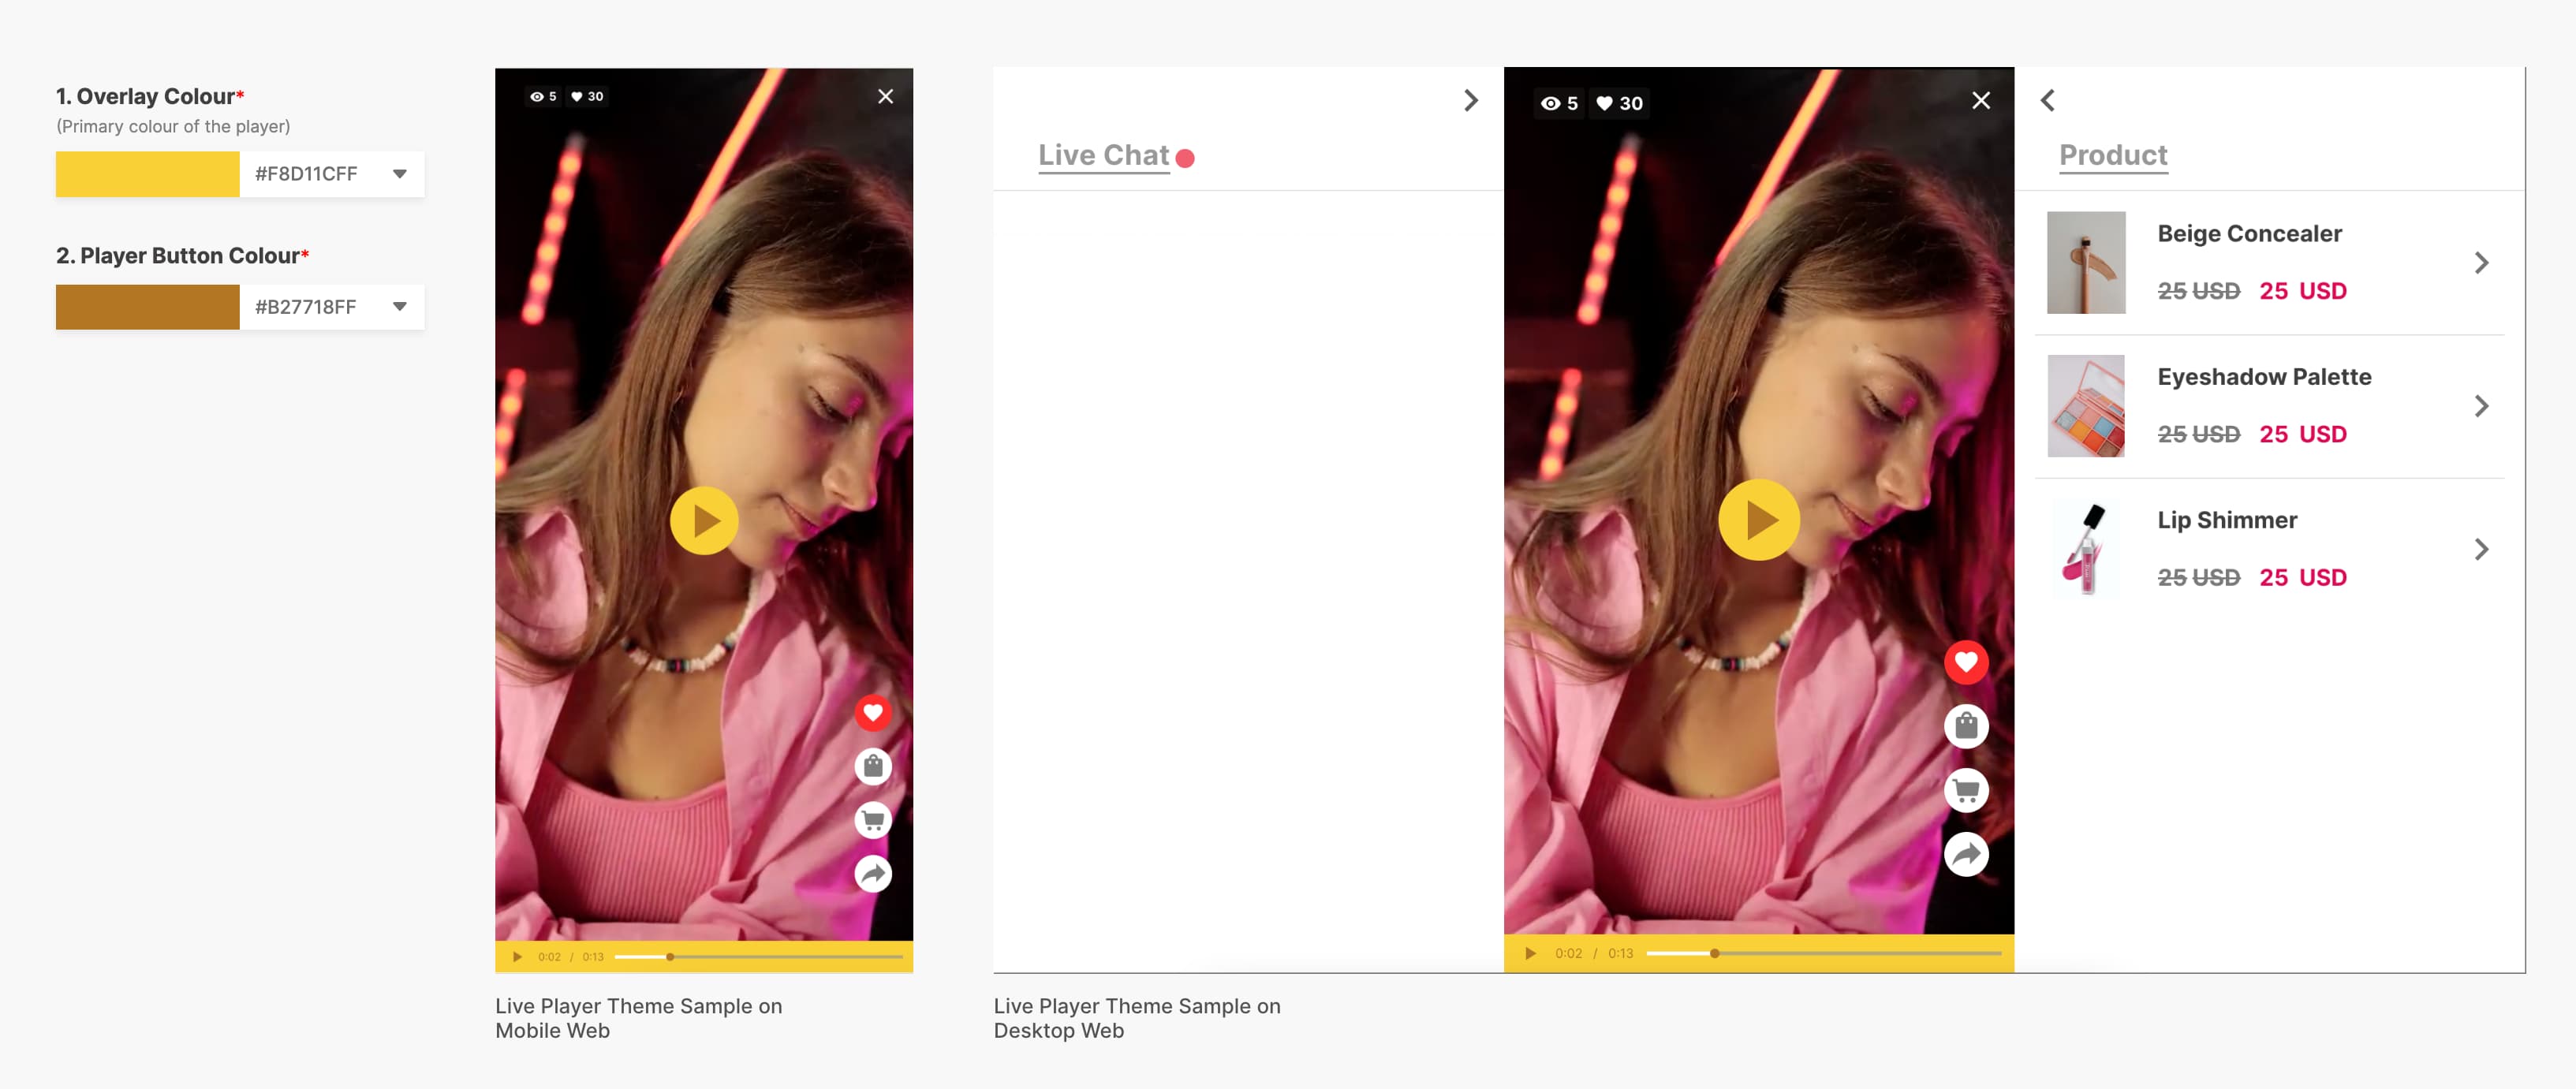 1. Overlay Colour*
(Primary colour of the player)
#F8D11CFF
2. Player Button Colour*
#B27718FF
5 30
0:02 / 0:13
Live Player Theme Sample on
Mobile Web
Live Chat
5 30
0:02 / 0:13
Product
Beige Concealer
25 USD 25 USD
Eyeshadow Palette
25 USD 25 USD
Lip Shimmer
25 USD 25 USD
Live Player Theme Sample on
Desktop Web